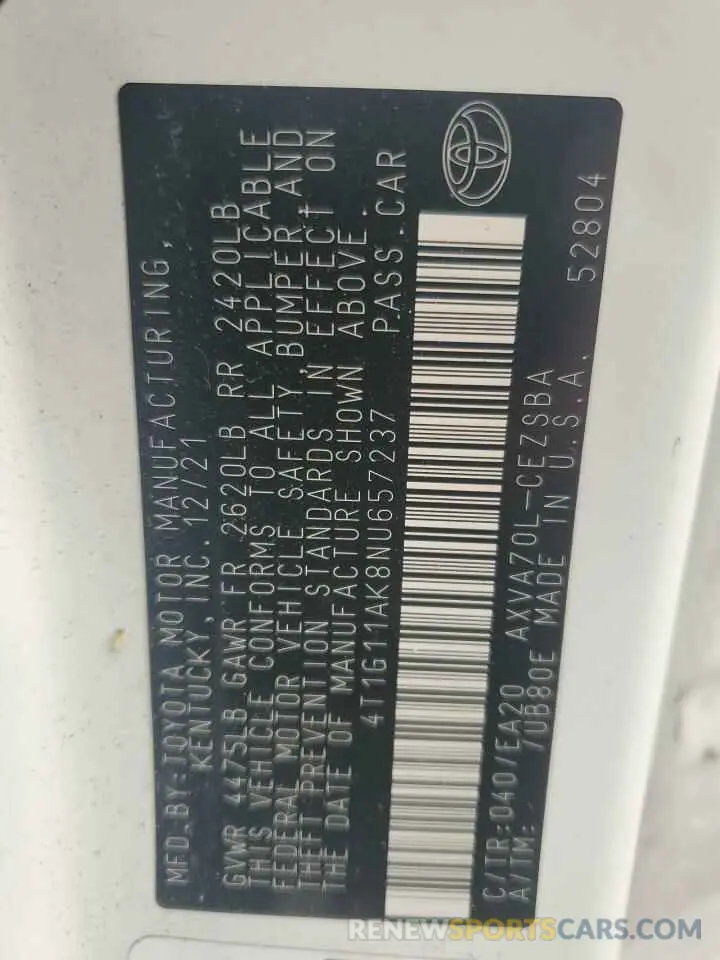 MFD.BY:TOYOTA MOTOR MANUFACTURING,
KENTUCKY, INC.12/21
GVWR 4475LB GAWR FR 2620LB RR 2420LB
THIS VEHICLE CONFORMS TO ALL APPLICABLE
FEDERAL MOTOR VEHICLE SAFETY, BUMPER, AND
THEFT PREVENTION STANDARDS IN EFFECT ON
THE DATE OF MANUFACTURE SHOWN ABOVE.
4T1G11AK8NU657237 PASS.CAR
C/TR:040/EA20 AXVA70L-CEZSBA
A/TM: /UB80E MADE IN U.S.A. 52804
RENEWSPORTSCARS.COM